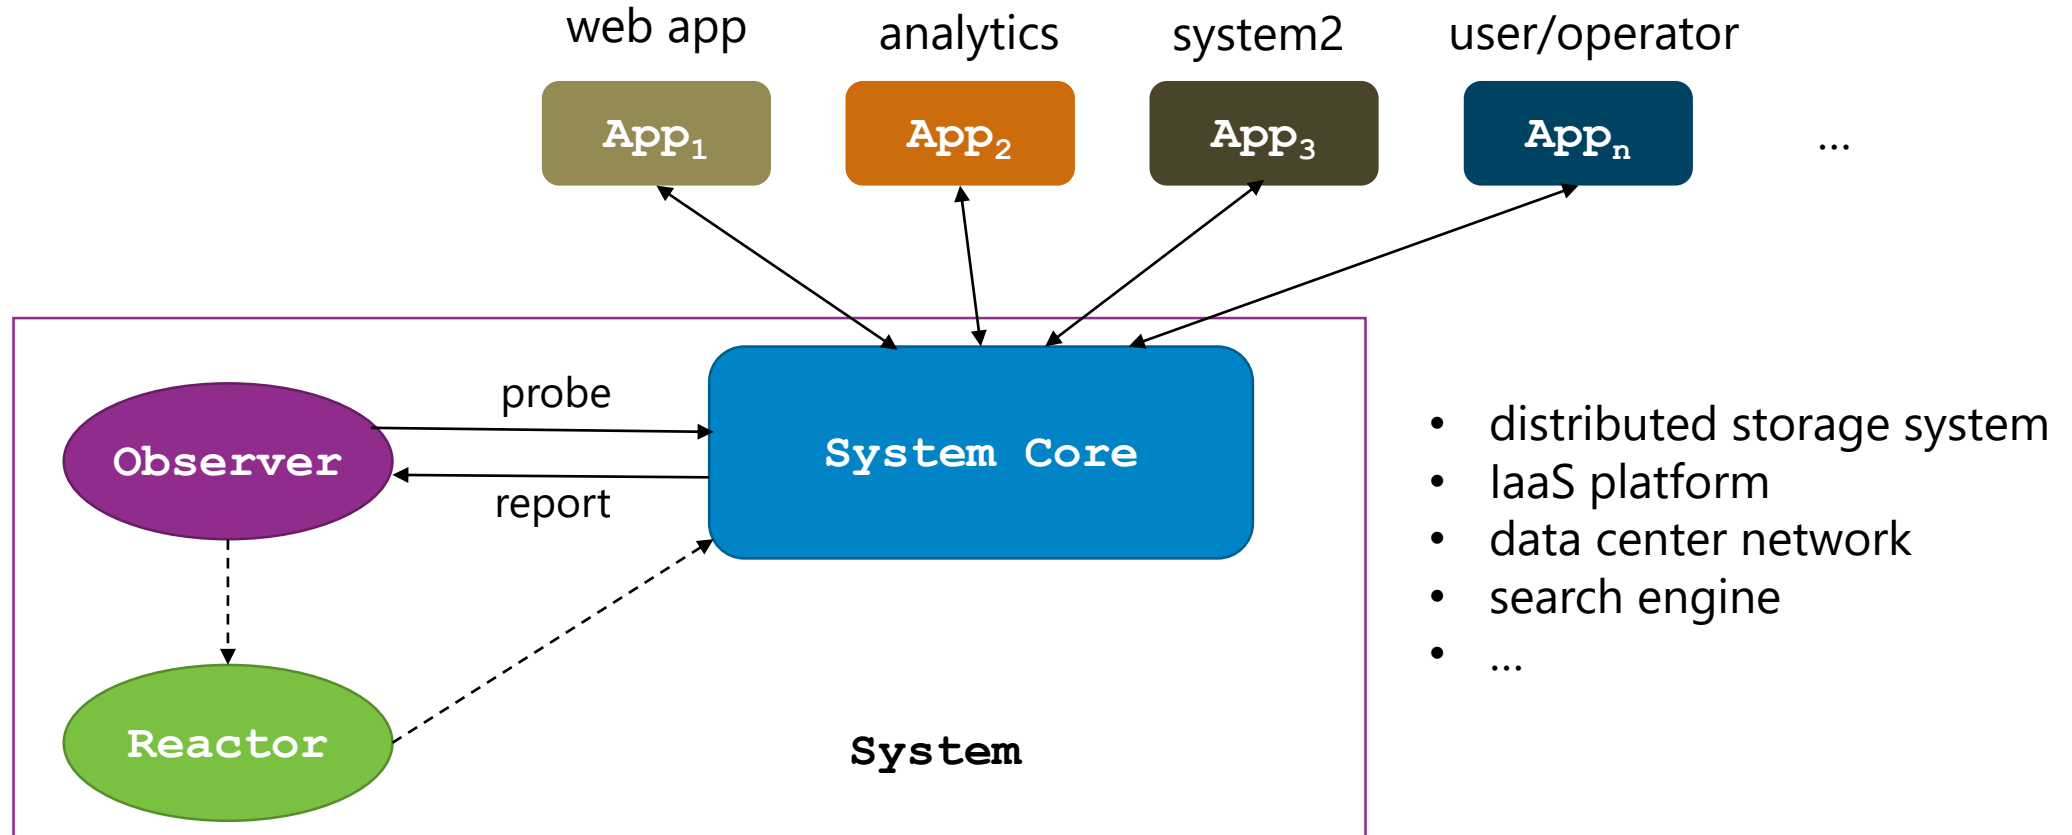 web app analytics system2 user/operator
App₁ App₂ App₃ Appₙ ...
probe
Observer System Core
report
• distributed storage system
• IaaS platform
• data center network
• search engine
• ...
Reactor System